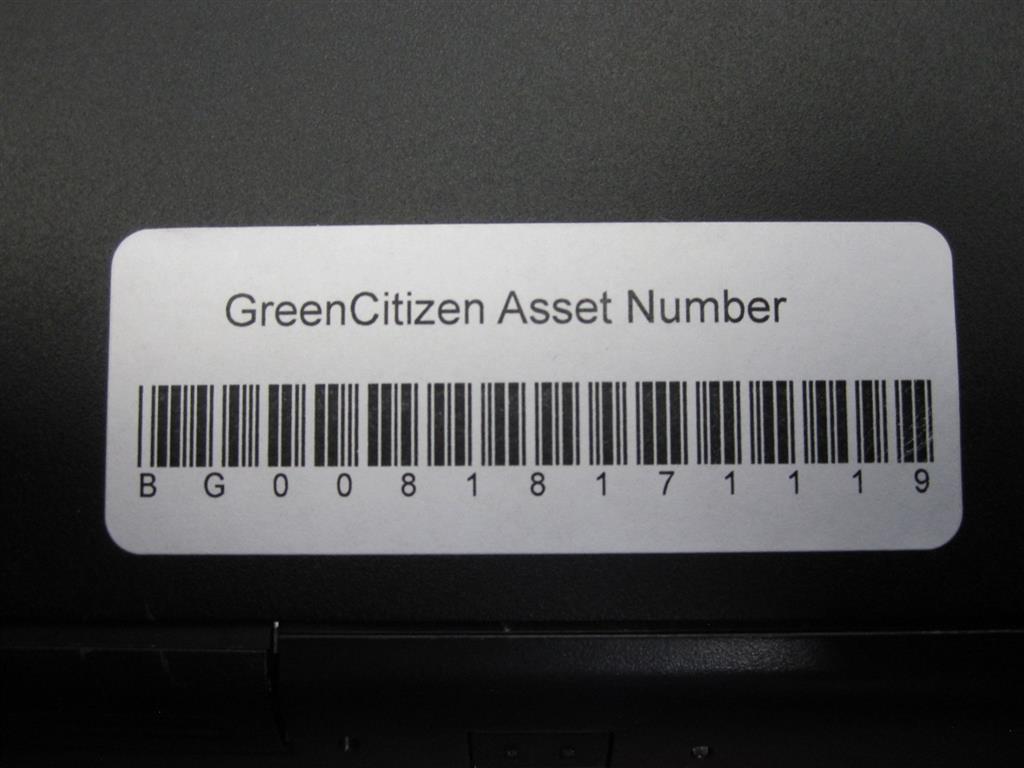 GreenCitizen Asset Number
B G 0 0 8 1 8 1 7 1 1 1 9